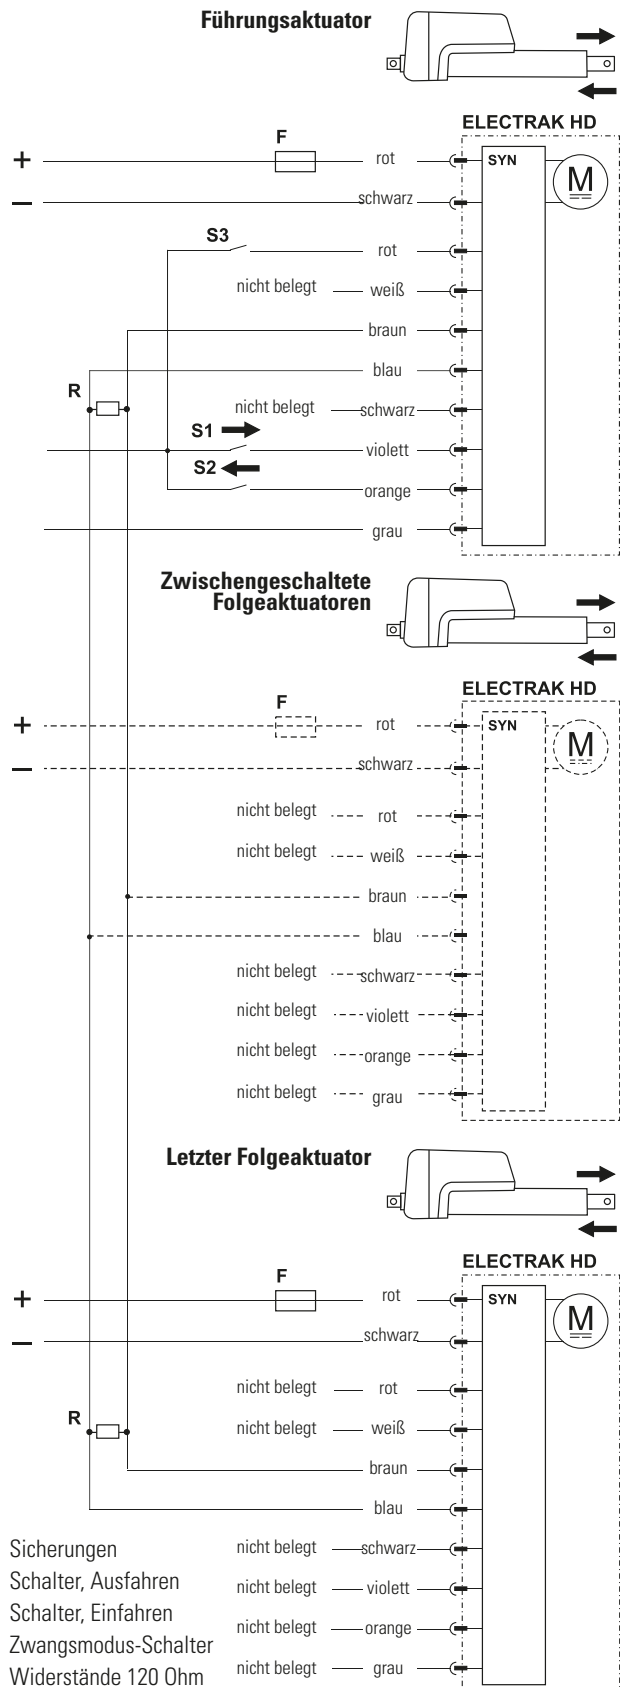 Führungsaktuator
ELECTRAK HD
F
+ rot SYN M
– schwarz
S3
rot
nicht belegt weiß
braun
blau
R
nicht belegt schwarz
S1
violett
S2
orange
grau
Zwischengeschaltete
Folgeaktuatoren
ELECTRAK HD
F
+ rot SYN M
– schwarz
nicht belegt rot
nicht belegt weiß
braun
blau
nicht belegt schwarz
nicht belegt violett
nicht belegt orange
nicht belegt grau
Letzter Folgeaktuator
ELECTRAK HD
F
+ rot SYN M
– schwarz
nicht belegt rot
R
nicht belegt weiß
braun
blau
Sicherungen nicht belegt schwarz
Schalter, Ausfahren nicht belegt violett
Schalter, Einfahren nicht belegt orange
Zwangsmodus-Schalter
Widerstände 120 Ohm nicht belegt grau